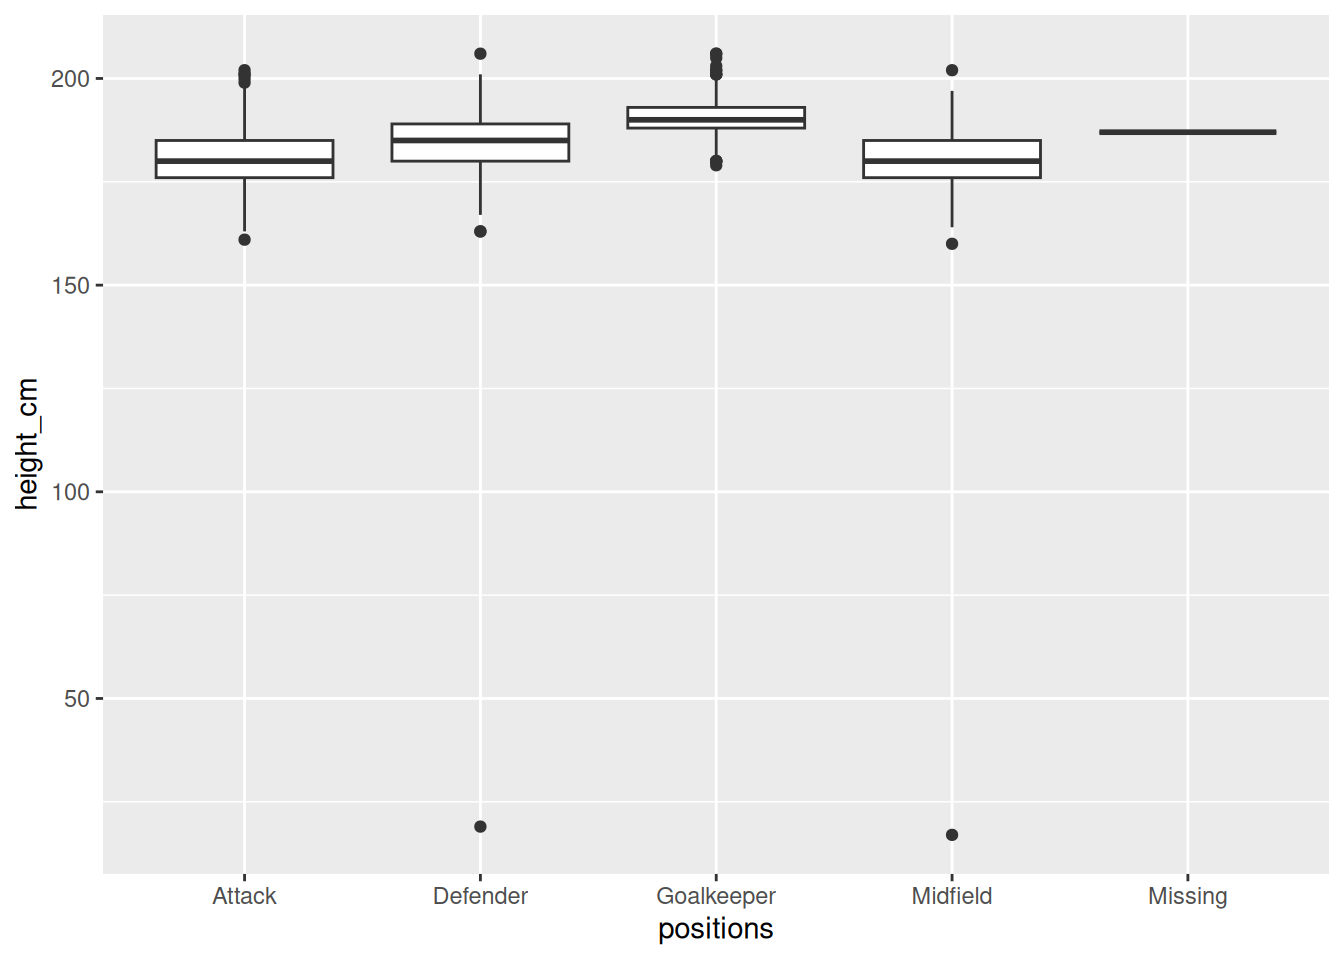 200
150
100
50
height_cm
Attack
Defender
Goalkeeper
Midfield
Missing
positions